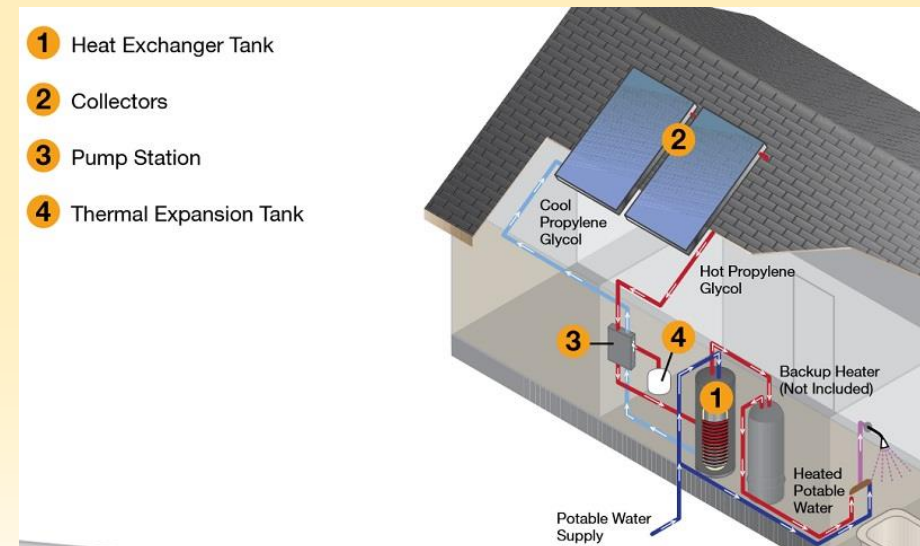 1 Heat Exchanger Tank
2 Collectors
3 Pump Station
4 Thermal Expansion Tank
2
Cool
Propylene
Glycol
Hot Propylene
Glycol
3
4
1
Backup Heater
(Not Included)
Heated
Potable
Water
Potable Water
Supply